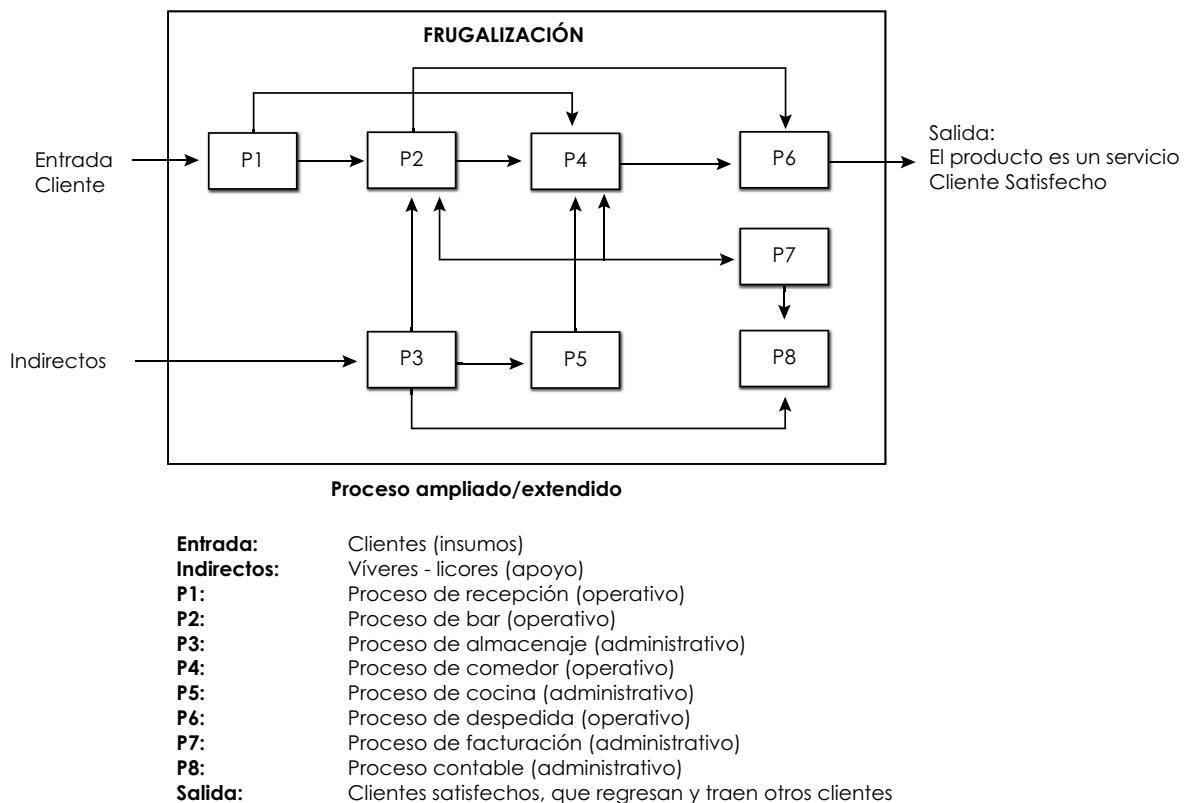 FRUGALIZACIÓN
Entrada
Cliente
P1
P2
P4
P6
Salida:
El producto es un servicio
Cliente Satisfecho
P7
Indirectos
P3
P5
P8
Proceso ampliado/extendido
Entrada: Clientes (insumos)
Indirectos: Víveres - licores (apoyo)
P1: Proceso de recepción (operativo)
P2: Proceso de bar (operativo)
P3: Proceso de almacenaje (administrativo)
P4: Proceso de comedor (operativo)
P5: Proceso de cocina (administrativo)
P6: Proceso de despedida (operativo)
P7: Proceso de facturación (administrativo)
P8: Proceso contable (administrativo)
Salida: Clientes satisfechos, que regresan y traen otros clientes